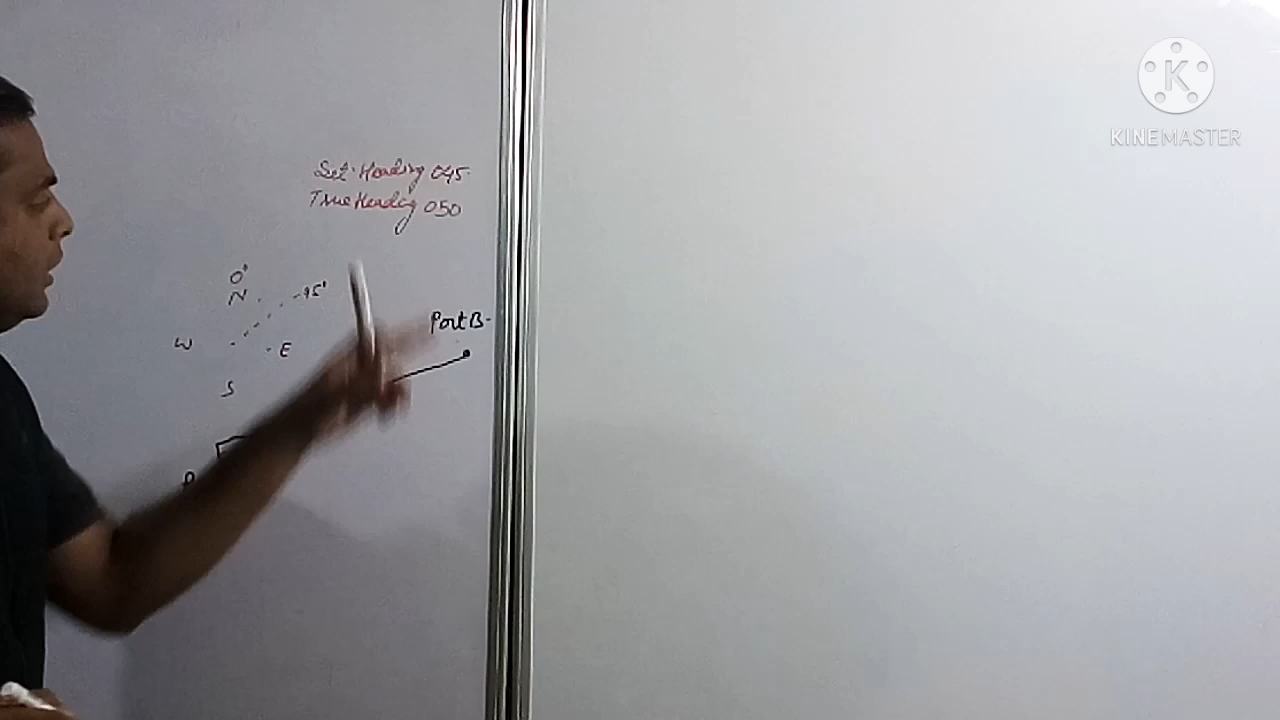 K
KINEMASTER
Set Heading 045
True Heading 050
0°
N
45°
W
E
S
Port B